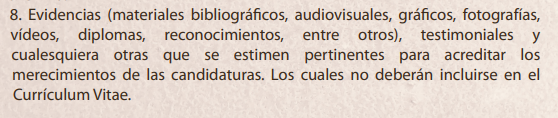 8. Evidencias (materiales bibliográficos, audiovisuales, gráficos, fotografías,
vídeos, diplomas, reconocimientos, entre otros), testimoniales y
cualesquiera otras que se estimen pertinentes para acreditar los
merecimientos de las candidaturas. Los cuales no deberán incluirse en el
Currículum Vitae.